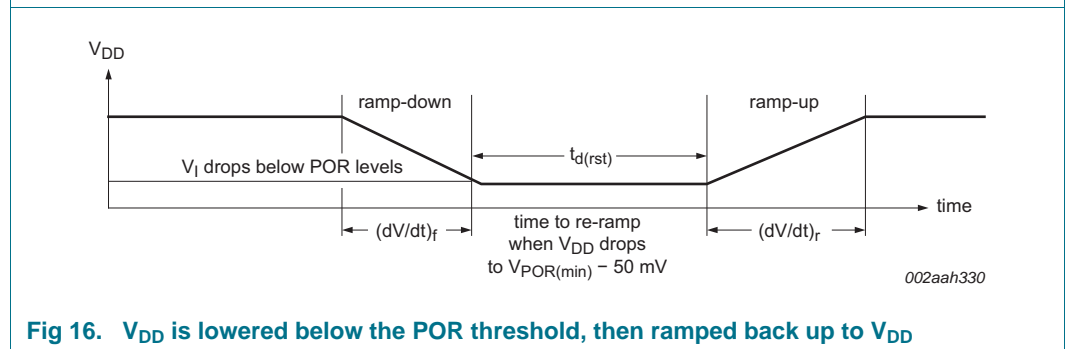 VDD
ramp-down
ramp-up
td(rst)
VI drops below POR levels
time
(dV/dt)f
time to re-ramp
when VDD drops
to VPOR(min) − 50 mV
(dV/dt)r
002aah330
Fig 16. VDD is lowered below the POR threshold, then ramped back up to VDD